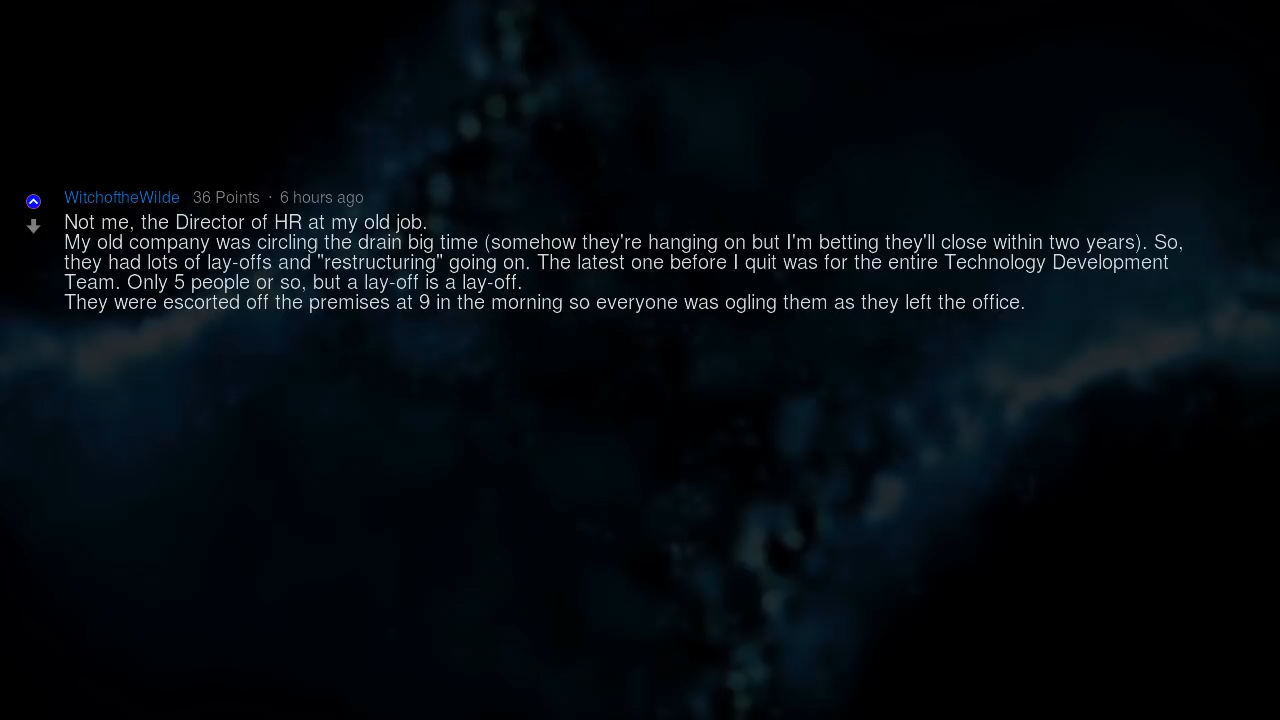 WitchoftheWilde 36 Points · 6 hours ago
Not me, the Director of HR at my old job.
My old company was circling the drain big time (somehow they're hanging on but I'm betting they'll close within two years). So,
they had lots of lay-offs and "restructuring" going on. The latest one before I quit was for the entire Technology Development
Team. Only 5 people or so, but a lay-off is a lay-off.
They were escorted off the premises at 9 in the morning so everyone was ogling them as they left the office.